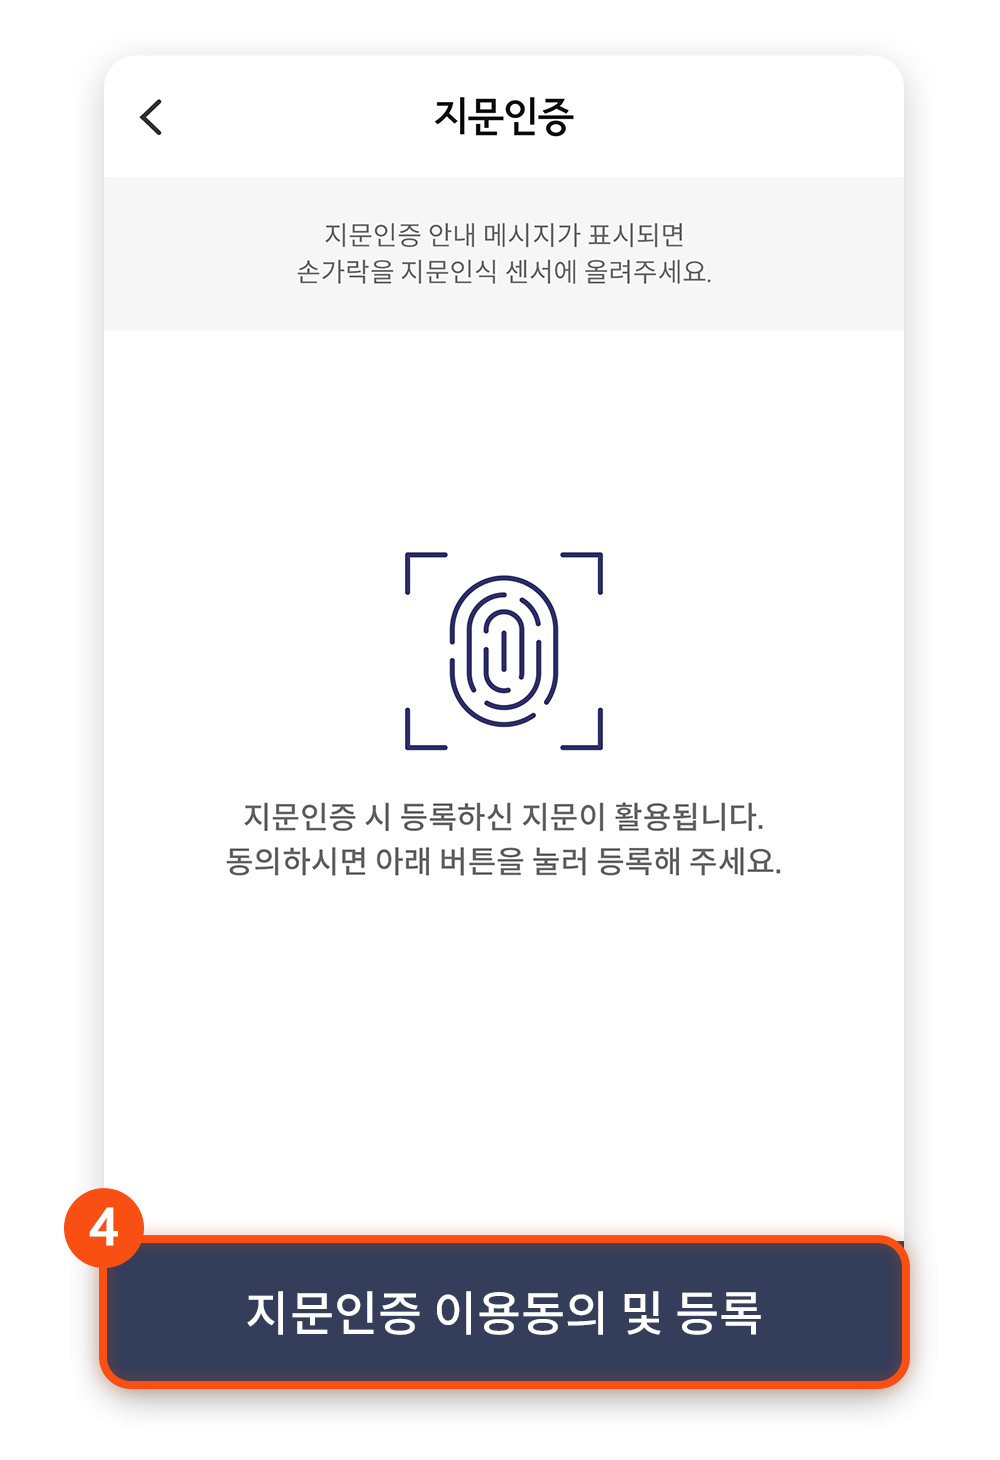 지문인증
지문인증 안내 메시지가 표시되면
손가락을 지문인식 센서에 올려주세요.
지문인증 시 등록하신 지문이 활용됩니다.
동의하시면 아래 버튼을 눌러 등록해 주세요.
4
지문인증 이용동의 및 등록